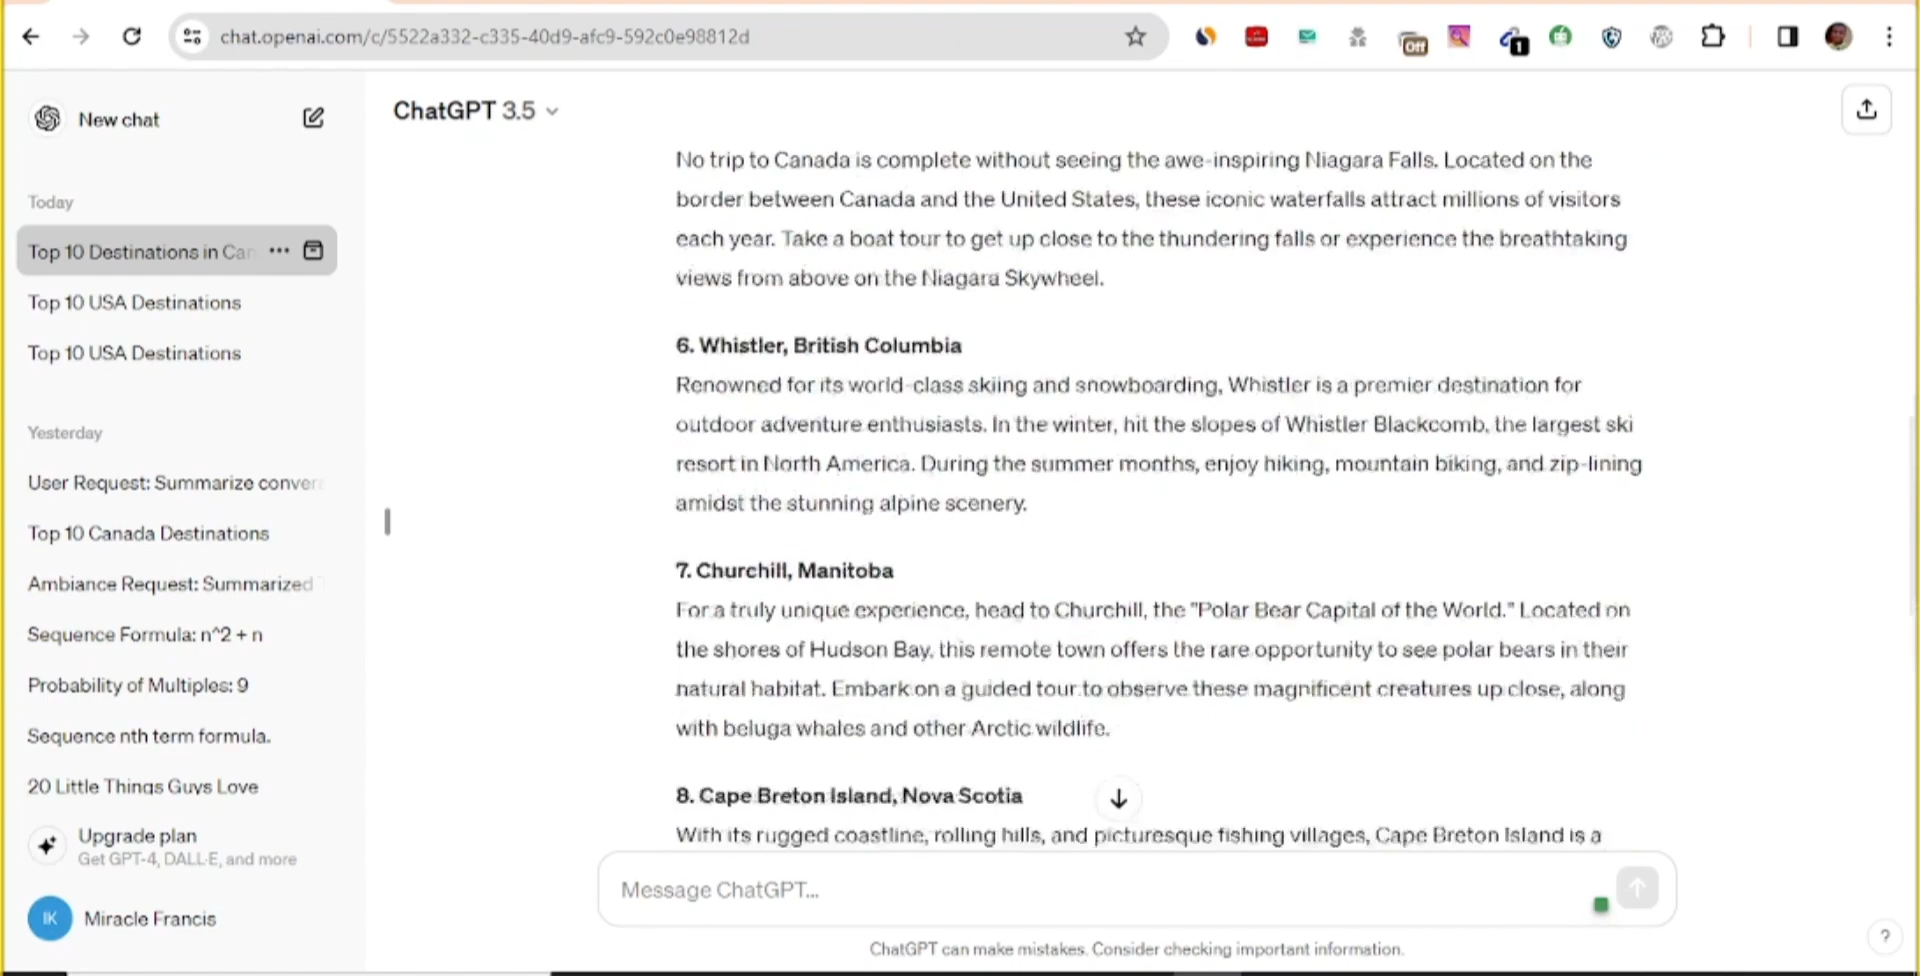 chat.openai.com/c/5522a332-c335-40d9-afc9-592c0e98812d
Off
1
New chat
Today
Top 10 Destinations in Can
Top 10 USA Destinations
Top 10 USA Destinations
Yesterday
User Request: Summarize conver
Top 10 Canada Destinations
Ambiance Request: Summarized
Sequence Formula: n^2 + n
Probability of Multiples: 9
Sequence nth term formula.
20 Little Things Guys Love
Upgrade plan
Get GPT-4, DALL·E, and more
IK
Miracle Francis
ChatGPT 3.5
No trip to Canada is complete without seeing the awe-inspiring Niagara Falls. Located on the
border between Canada and the United States, these iconic waterfalls attract millions of visitors
each year. Take a boat tour to get up close to the thundering falls or experience the breathtaking
views from above on the Niagara Skywheel.
6. Whistler, British Columbia
Renowned for its world-class skiing and snowboarding, Whistler is a premier destination for
outdoor adventure enthusiasts. In the winter, hit the slopes of Whistler Blackcomb, the largest ski
resort in North America. During the summer months, enjoy hiking, mountain biking, and zip-lining
amidst the stunning alpine scenery.
7. Churchill, Manitoba
For a truly unique experience, head to Churchill, the "Polar Bear Capital of the World." Located on
the shores of Hudson Bay, this remote town offers the rare opportunity to see polar bears in their
natural habitat. Embark on a guided tour to observe these magnificent creatures up close, along
with beluga whales and other Arctic wildlife.
8. Cape Breton Island, Nova Scotia
With its rugged coastline, rolling hills, and picturesque fishing villages, Cape Breton Island is a
Message ChatGPT...
ChatGPT can make mistakes. Consider checking important information.
?